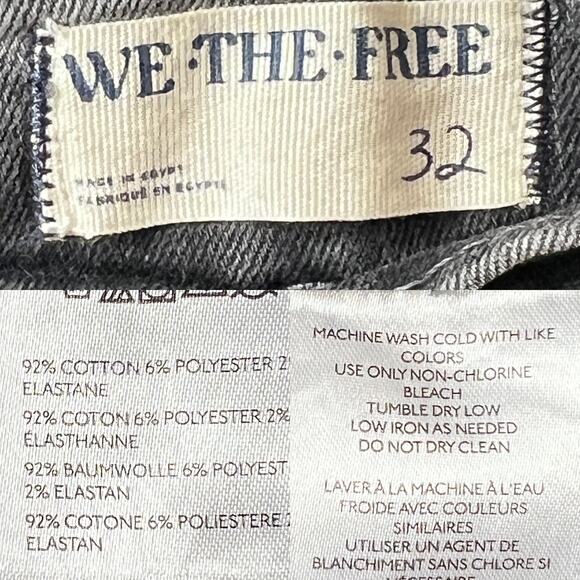 WE·THE·FREE
32
MADE IN EGYPT
FABRIQUÉ EN EGYPTE
92% COTTON 6% POLYESTER 2
ELASTANE
92% COTON 6% POLYESTER 2%
ÉLASTHANNE
92% BAUMWOLLE 6% POLYEST
2% ELASTAN
92% COTONE 6% POLIESTERE 2
ELASTAN
MACHINE WASH COLD WITH LIKE
COLORS
USE ONLY NON-CHLORINE
BLEACH
TUMBLE DRY LOW
LOW IRON AS NEEDED
DO NOT DRY CLEAN
LAVER À LA MACHINE À L'EAU
FROIDE AVEC COULEURS
SIMILAIRES
UTILISER UN AGENT DE
BLANCHIMENT SANS CHLORE SI
NÉCESSAIRE